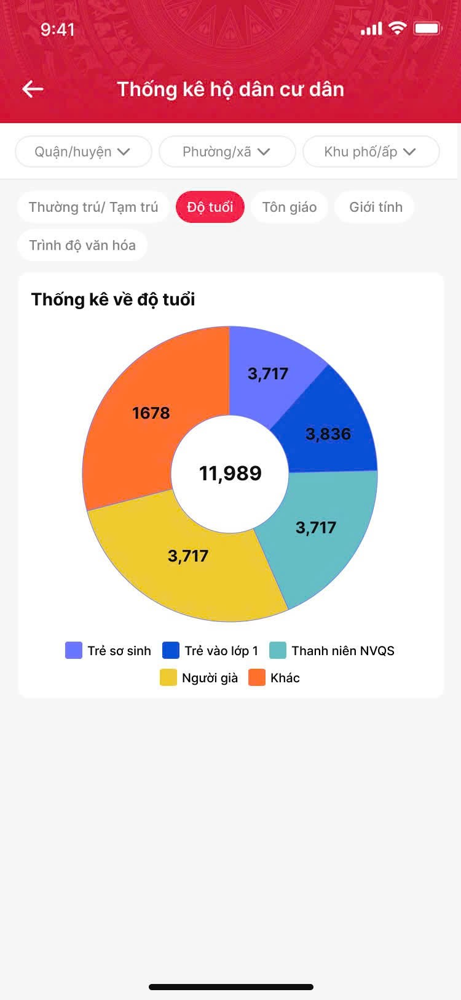 9:41
Thống kê hộ dân cư dân
Quận/huyện Phường/xã Khu phố/ấp
Thường trú/ Tạm trú Độ tuổi Tôn giáo Giới tính
Trình độ văn hóa
Thống kê về độ tuổi
3,717
1678
3,836
11,989
3,717
3,717
Trẻ sơ sinh Trẻ vào lớp 1 Thanh niên NVQS
Người già Khác